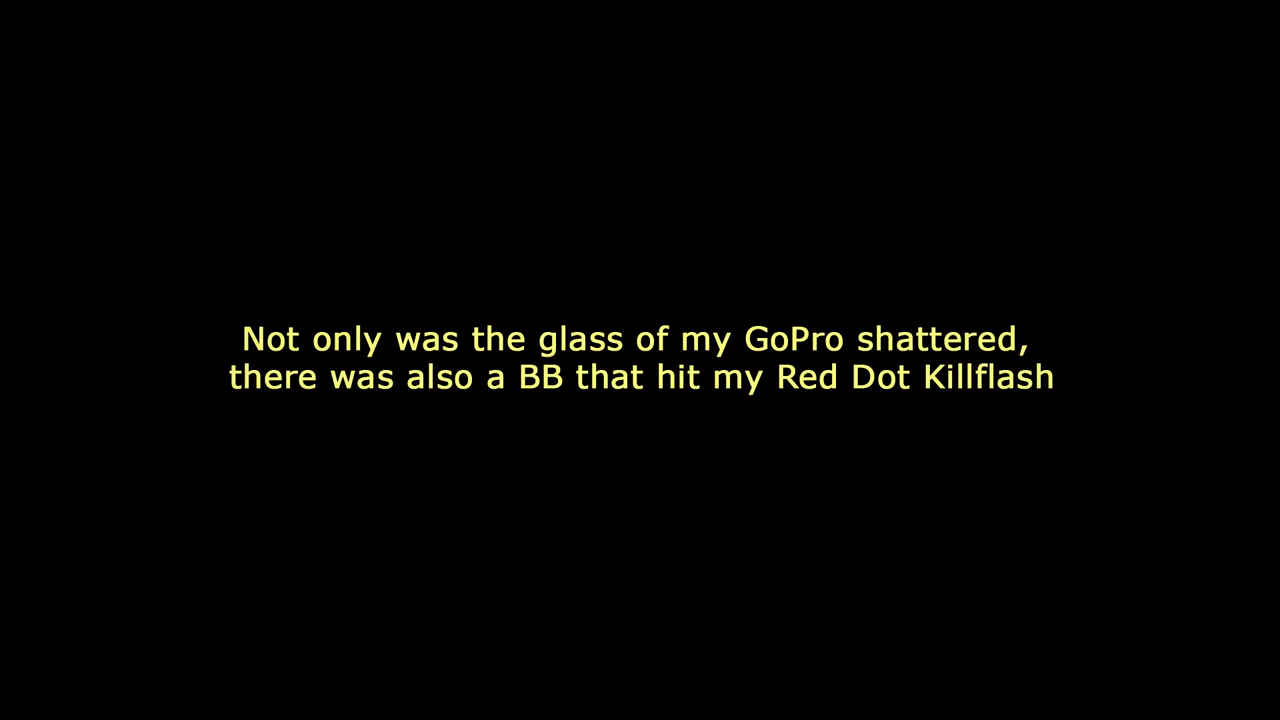 Not only was the glass of my GoPro shattered,
there was also a BB that hit my Red Dot Killflash